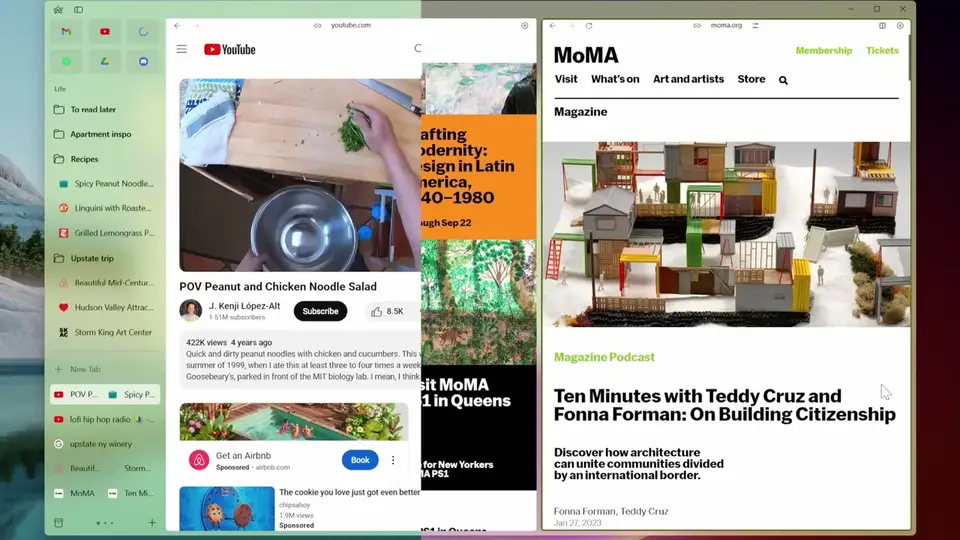 Life
To read later
Apartment inspo
Recipes
Spicy Peanut Noodle...
Linguini with Roaste...
Grilled Lemongrass P...
Upstate trip
Beautiful Mid-Centur...
Hudson Valley Attrac...
SK
AC
Storm King Art Center
New Tab
POV P... Spicy P...
lofi hip hop radio
upstate ny winery
Beautif... Storm...
MoMA Ten Mi...
youtube.com
YouTube
POV Peanut and Chicken Noodle Salad
J. Kenji López-Alt
1.51M subscribers
Subscribe
8.5K
422K views 4 years ago
Quick and dirty peanut noodles with chicken and cucumbers. This
summer of 1999, when I ate this at least three to four times a week
Goosebeary's, parked in front of the MIT biology lab. I mean, I think
Get an Airbnb
Sponsored · airbnb.com
Book
The cookie you love just got even better
chipsahoy
1.9M views
Sponsored
afting
odernity:
sign in Latin
merica,
40–1980
ough Sep 22
sit MoMA
S1 in Queens
for New Yorkers
MA PS1
PS1 in Queens
moma.org
MoMA
Membership Tickets
Visit What's on Art and artists Store
Magazine
Magazine Podcast
Ten Minutes with Teddy Cruz and
Fonna Forman: On Building Citizenship
Discover how architecture
can unite communities divided
by an international border.
Fonna Forman, Teddy Cruz
Jan 27, 2023